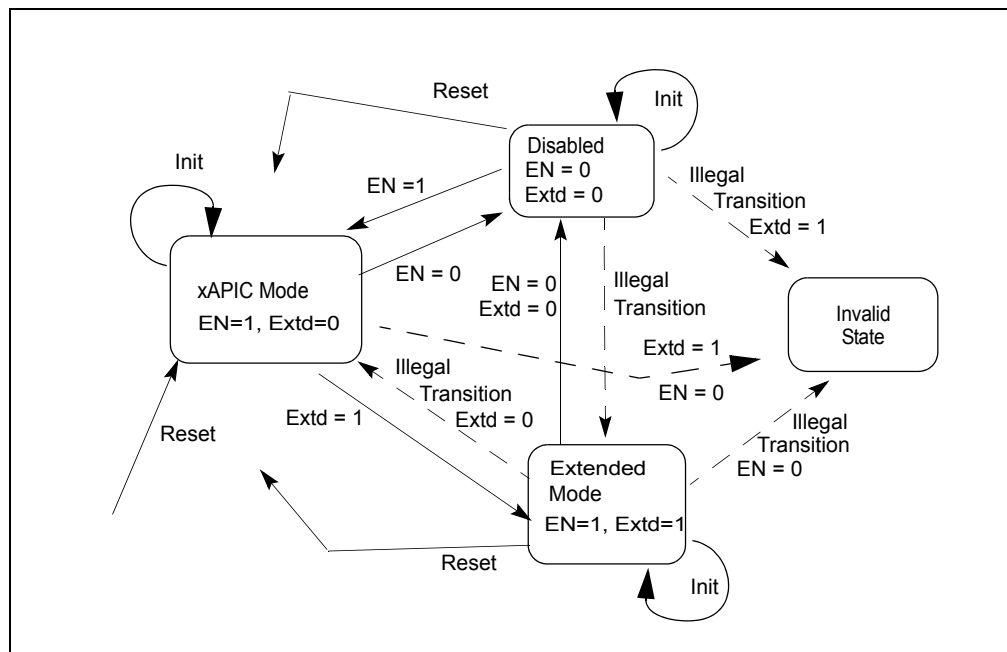 Reset
Init
Disabled
EN = 0
Extd = 0
Illegal
Transition
Extd = 1
Init
EN =1
EN = 0
xAPIC Mode
EN=1, Extd=0
EN = 0
Extd = 0
Illegal
Transition
Invalid
State
Extd = 1
EN = 0
Illegal
Transition
Extd = 0
Extd = 1
Reset
Illegal
Transition
EN = 0
Extended
Mode
EN=1, Extd=1
Reset
Init